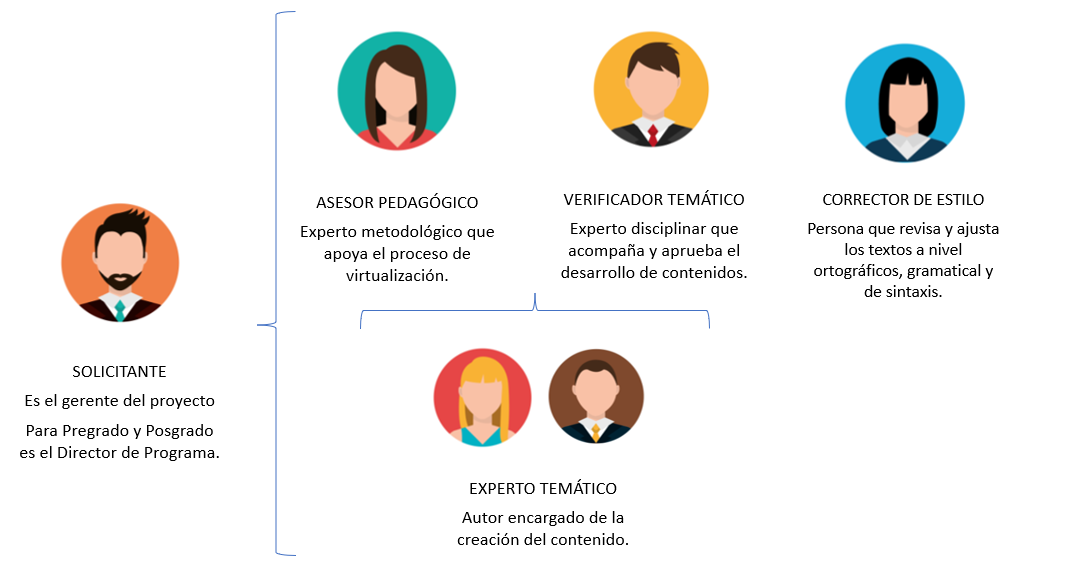 SOLICITANTE
Es el gerente del proyecto
Para Pregrado y Posgrado
es el Director de Programa.
ASESOR PEDAGÓGICO
Experto metodológico que
apoya el proceso de
virtualización.
VERIFICADOR TEMÁTICO
Experto disciplinar que
acompaña y aprueba el
desarrollo de contenidos.
CORRECTOR DE ESTILO
Persona que revisa y ajusta
los textos a nivel
ortográficos, gramatical y
de sintaxis.
EXPERTO TEMÁTICO
Autor encargado de la
creación del contenido.